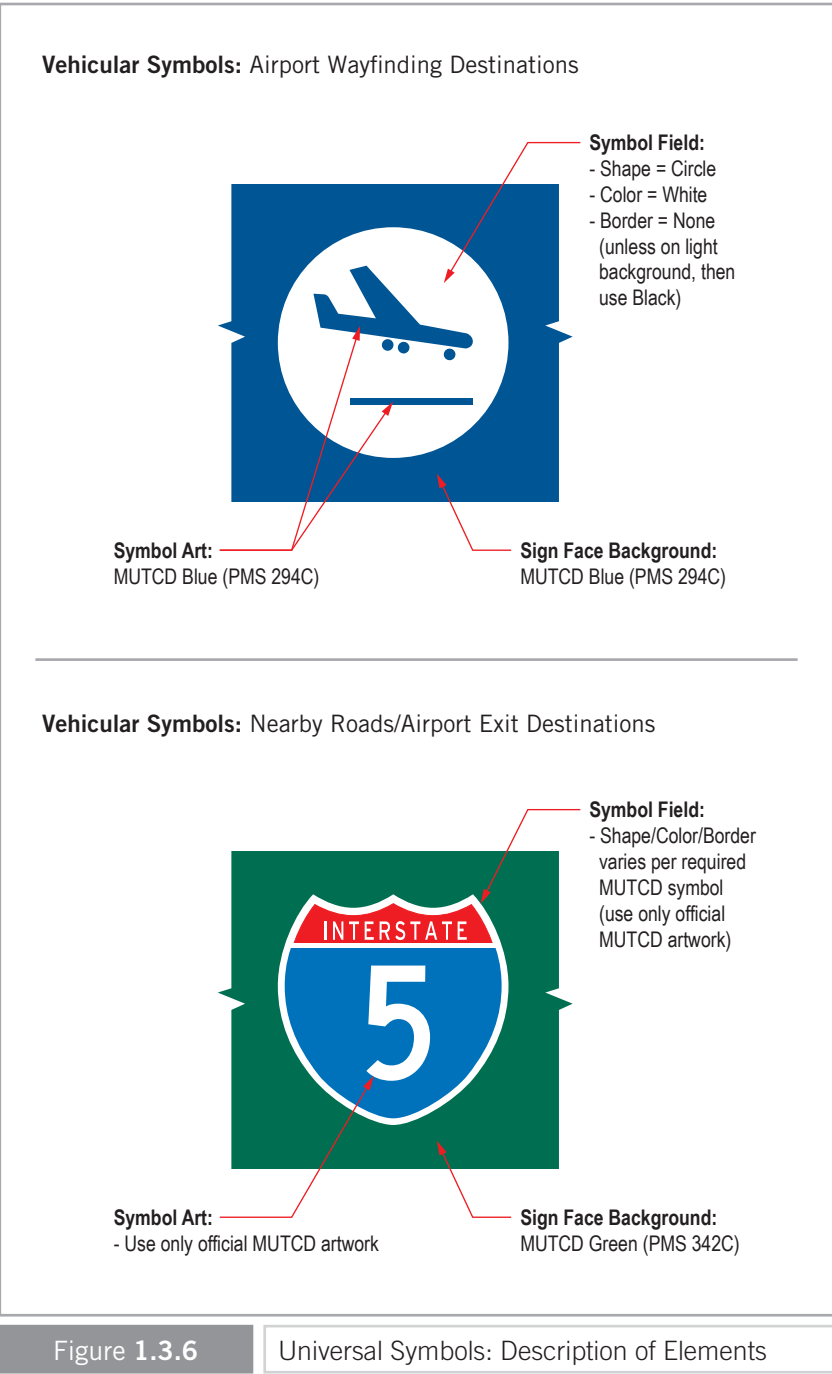 Vehicular Symbols: Airport Wayfinding Destinations
Symbol Field:
- Shape = Circle
- Color = White
- Border = None
(unless on light
background, then
use Black)
Symbol Art:
MUTCD Blue (PMS 294C)
Sign Face Background:
MUTCD Blue (PMS 294C)
Vehicular Symbols: Nearby Roads/Airport Exit Destinations
Symbol Field:
- Shape/Color/Border
varies per required
MUTCD symbol
(use only official
MUTCD artwork)
INTERSTATE
5
Symbol Art:
- Use only official MUTCD artwork
Sign Face Background:
MUTCD Green (PMS 342C)
Figure 1.3.6
Universal Symbols: Description of Elements